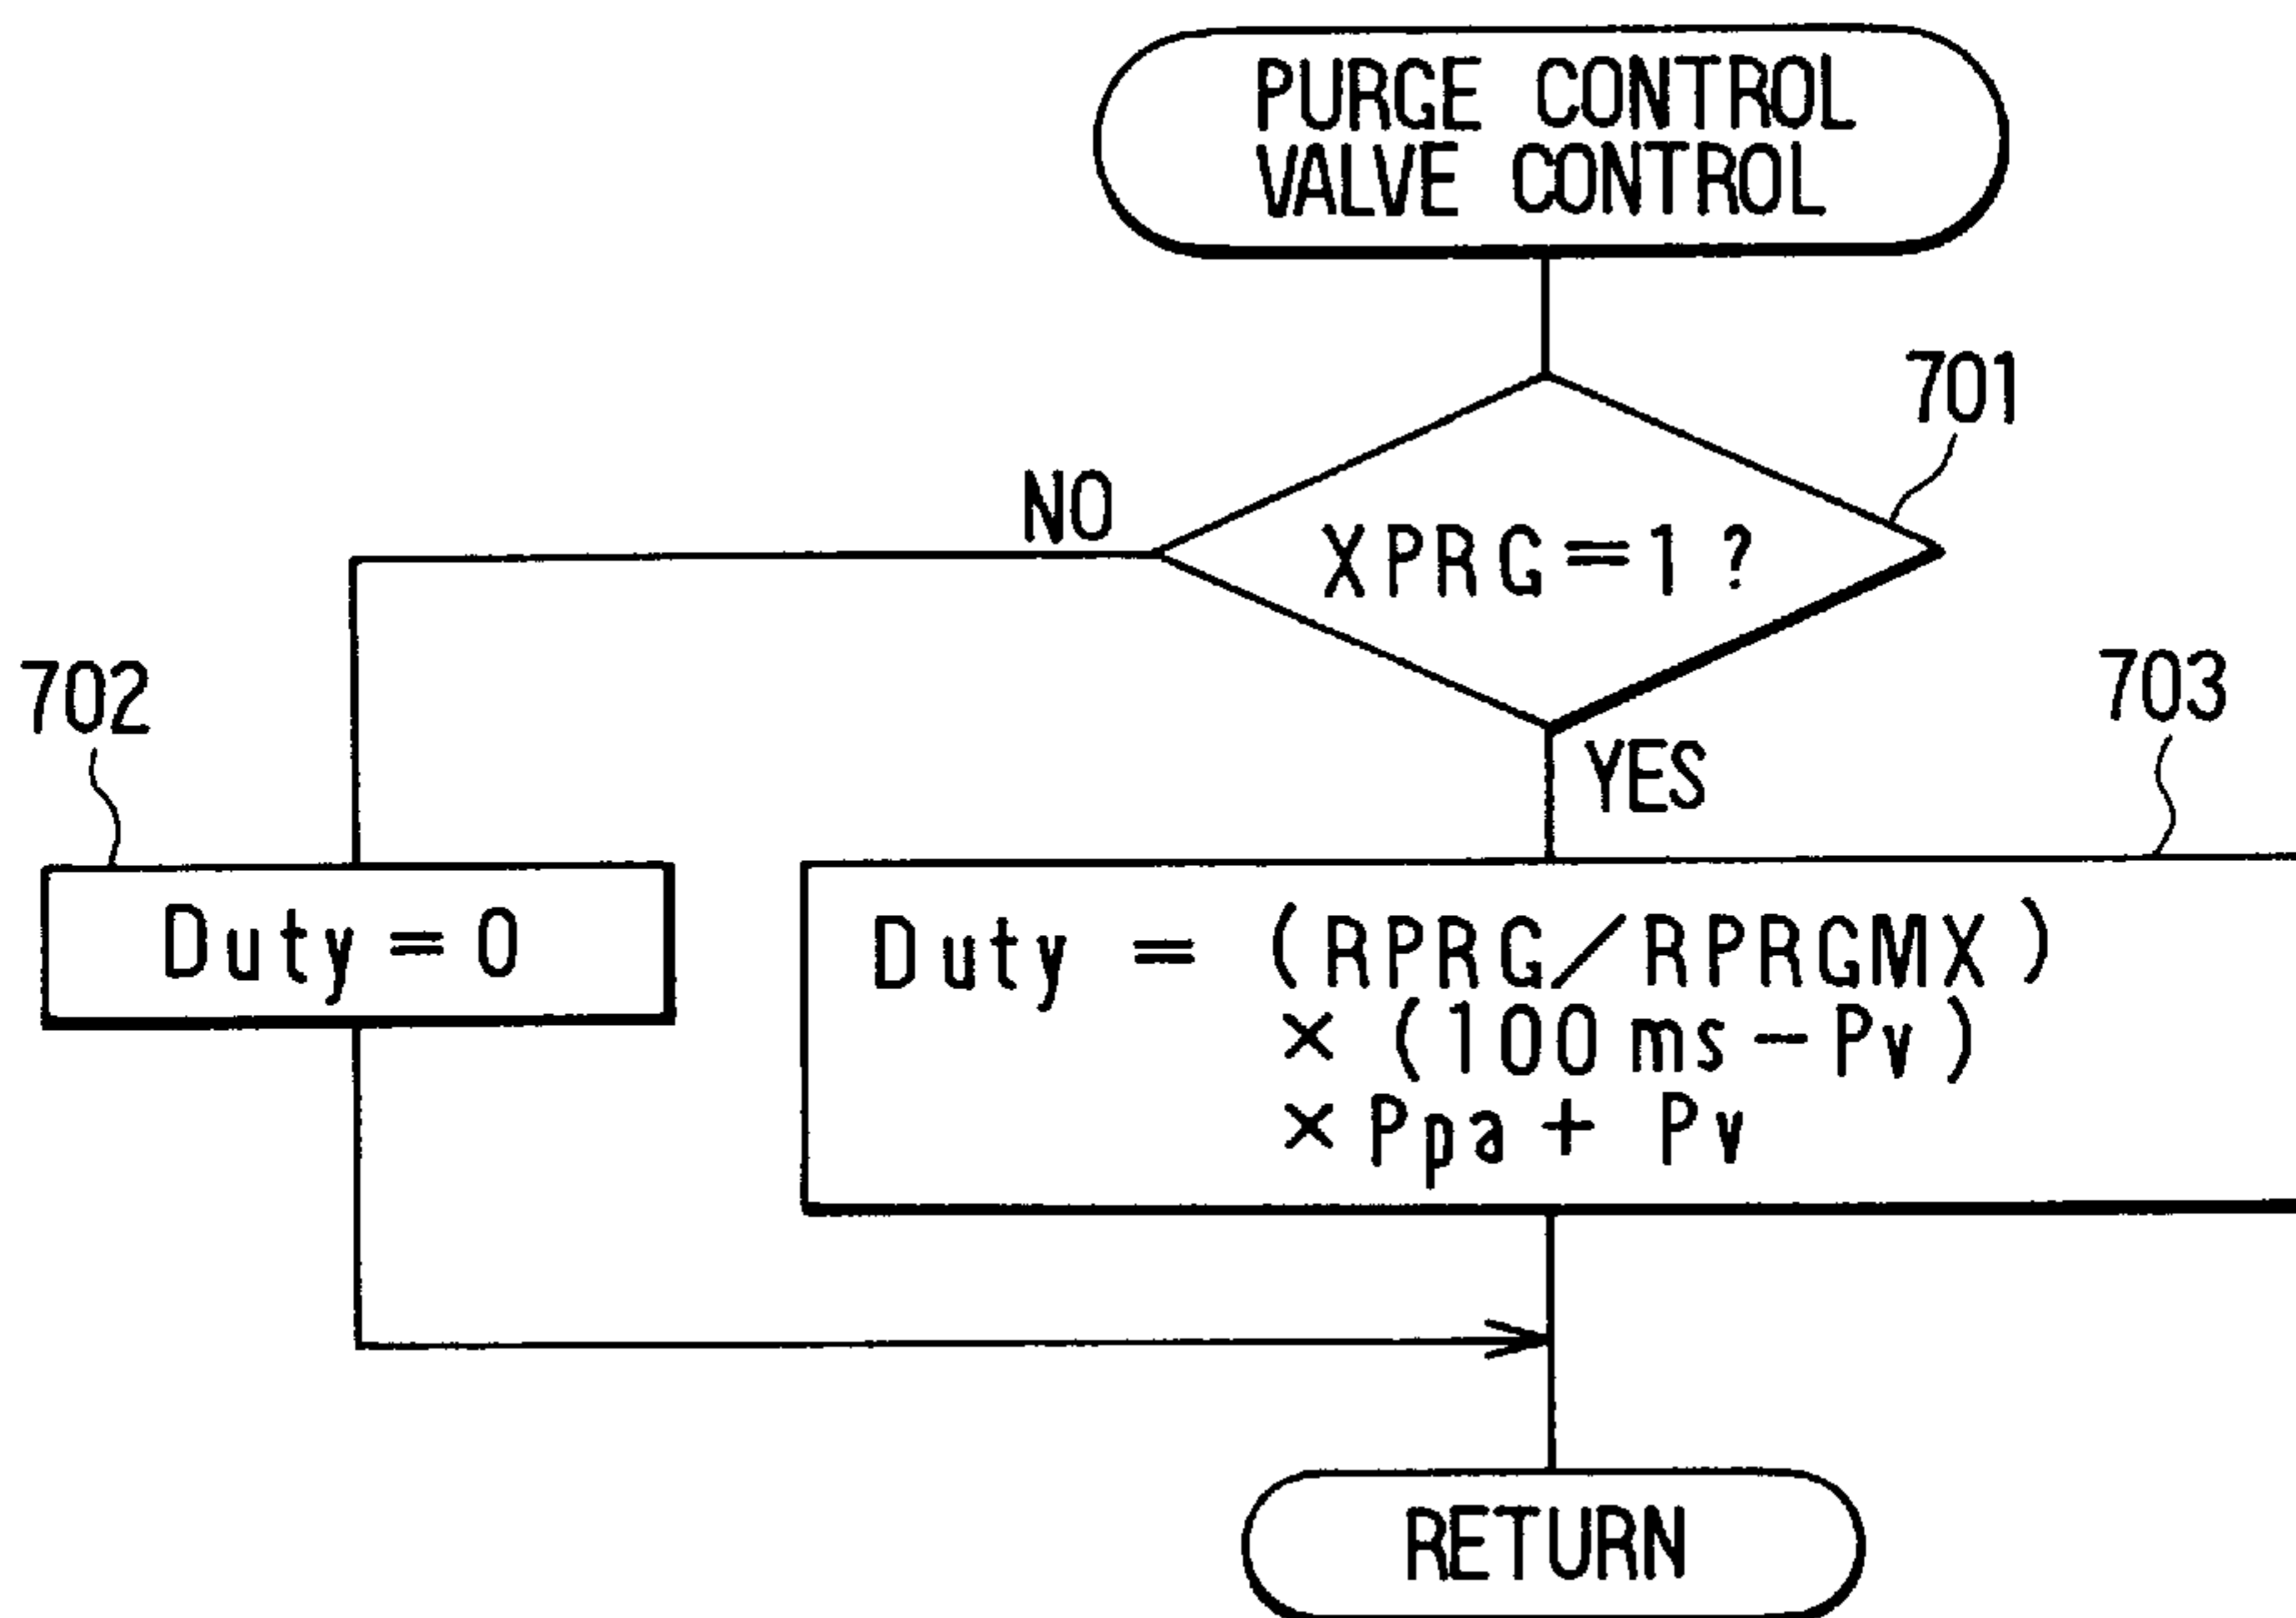 PURGE CONTROL
VALVE CONTROL
701
NO
XPRG=1?
702
703
YES
Duty=0
Duty = (RPRG/RPRGMX)
× (100ms-Pv)
× Ppa + Pv
RETURN